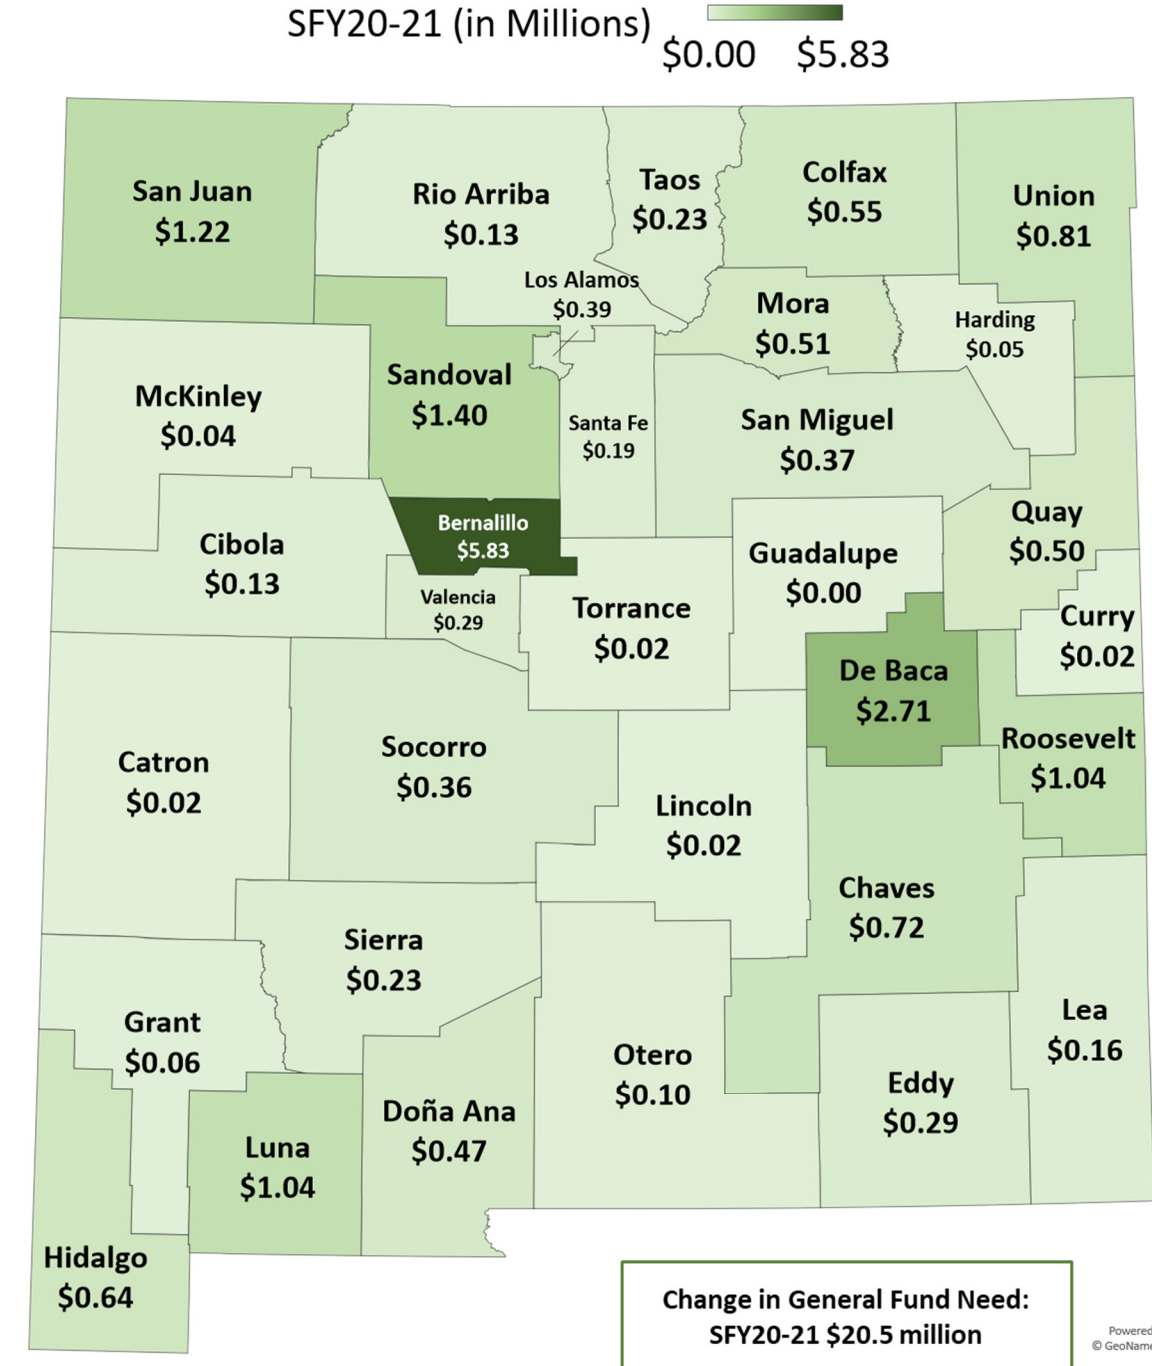 SFY20-21 (in Millions)
$0.00 $5.83
San Juan
$1.22
Rio Arriba
$0.13
Taos
$0.23
Colfax
$0.55
Union
$0.81
Los Alamos
$0.39
Mora
$0.51
Harding
$0.05
McKinley
$0.04
Sandoval
$1.40
Santa Fe
$0.19
San Miguel
$0.37
Quay
$0.50
Cibola
$0.13
Bernalillo
$5.83
Valencia
$0.29
Torrance
$0.02
Guadalupe
$0.00
Curry
$0.02
De Baca
$2.71
Roosevelt
$1.04
Catron
$0.02
Socorro
$0.36
Lincoln
$0.02
Chaves
$0.72
Sierra
$0.23
Grant
$0.06
Otero
$0.10
Lea
$0.16
Eddy
$0.29
Doña Ana
$0.47
Luna
$1.04
Hidalgo
$0.64
Change in General Fund Need:
SFY20-21 $20.5 million
Powered
© GeoName